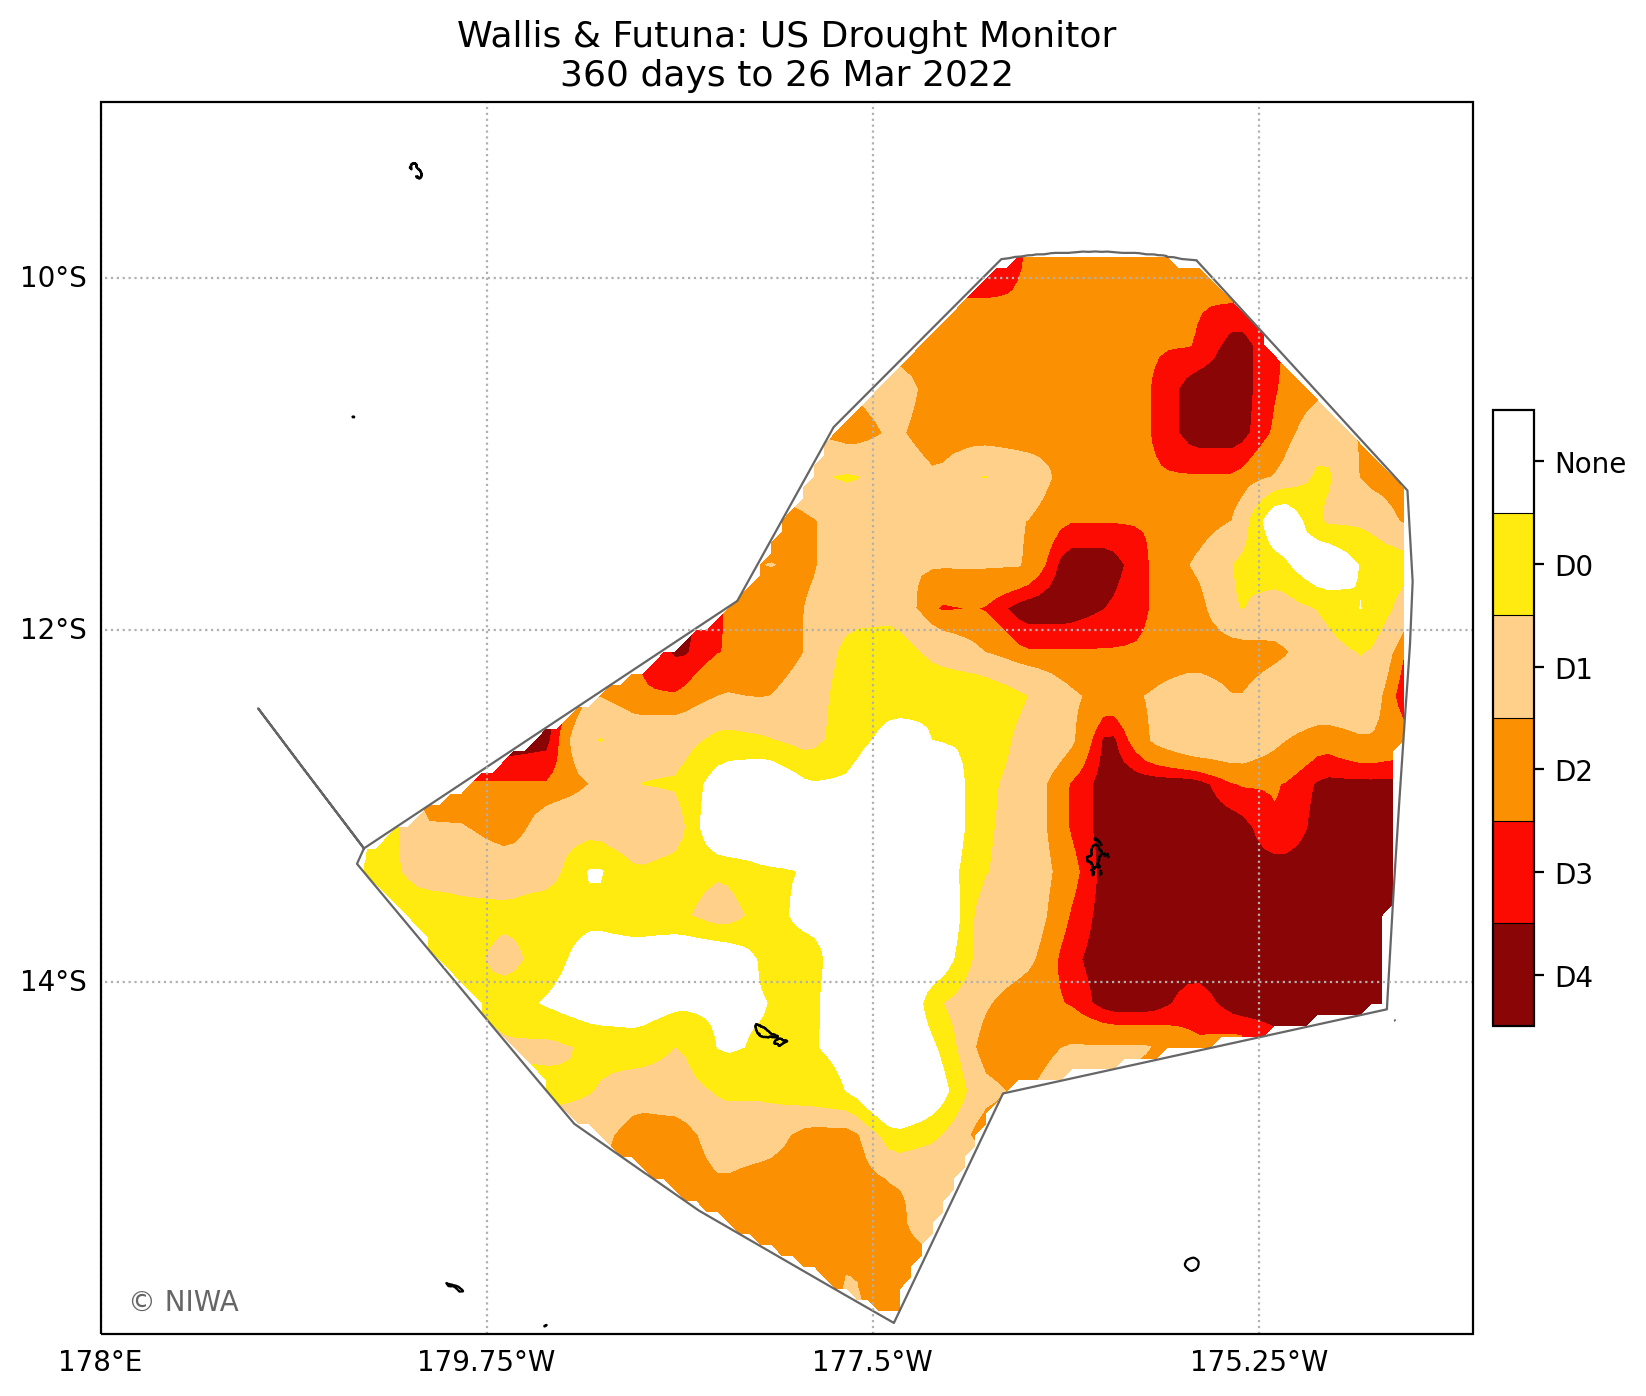 Wallis & Futuna: US Drought Monitor
360 days to 26 Mar 2022
10°S
12°S
14°S
178°E
179.75°W
177.5°W
175.25°W
None
D0
D1
D2
D3
D4
© NIWA